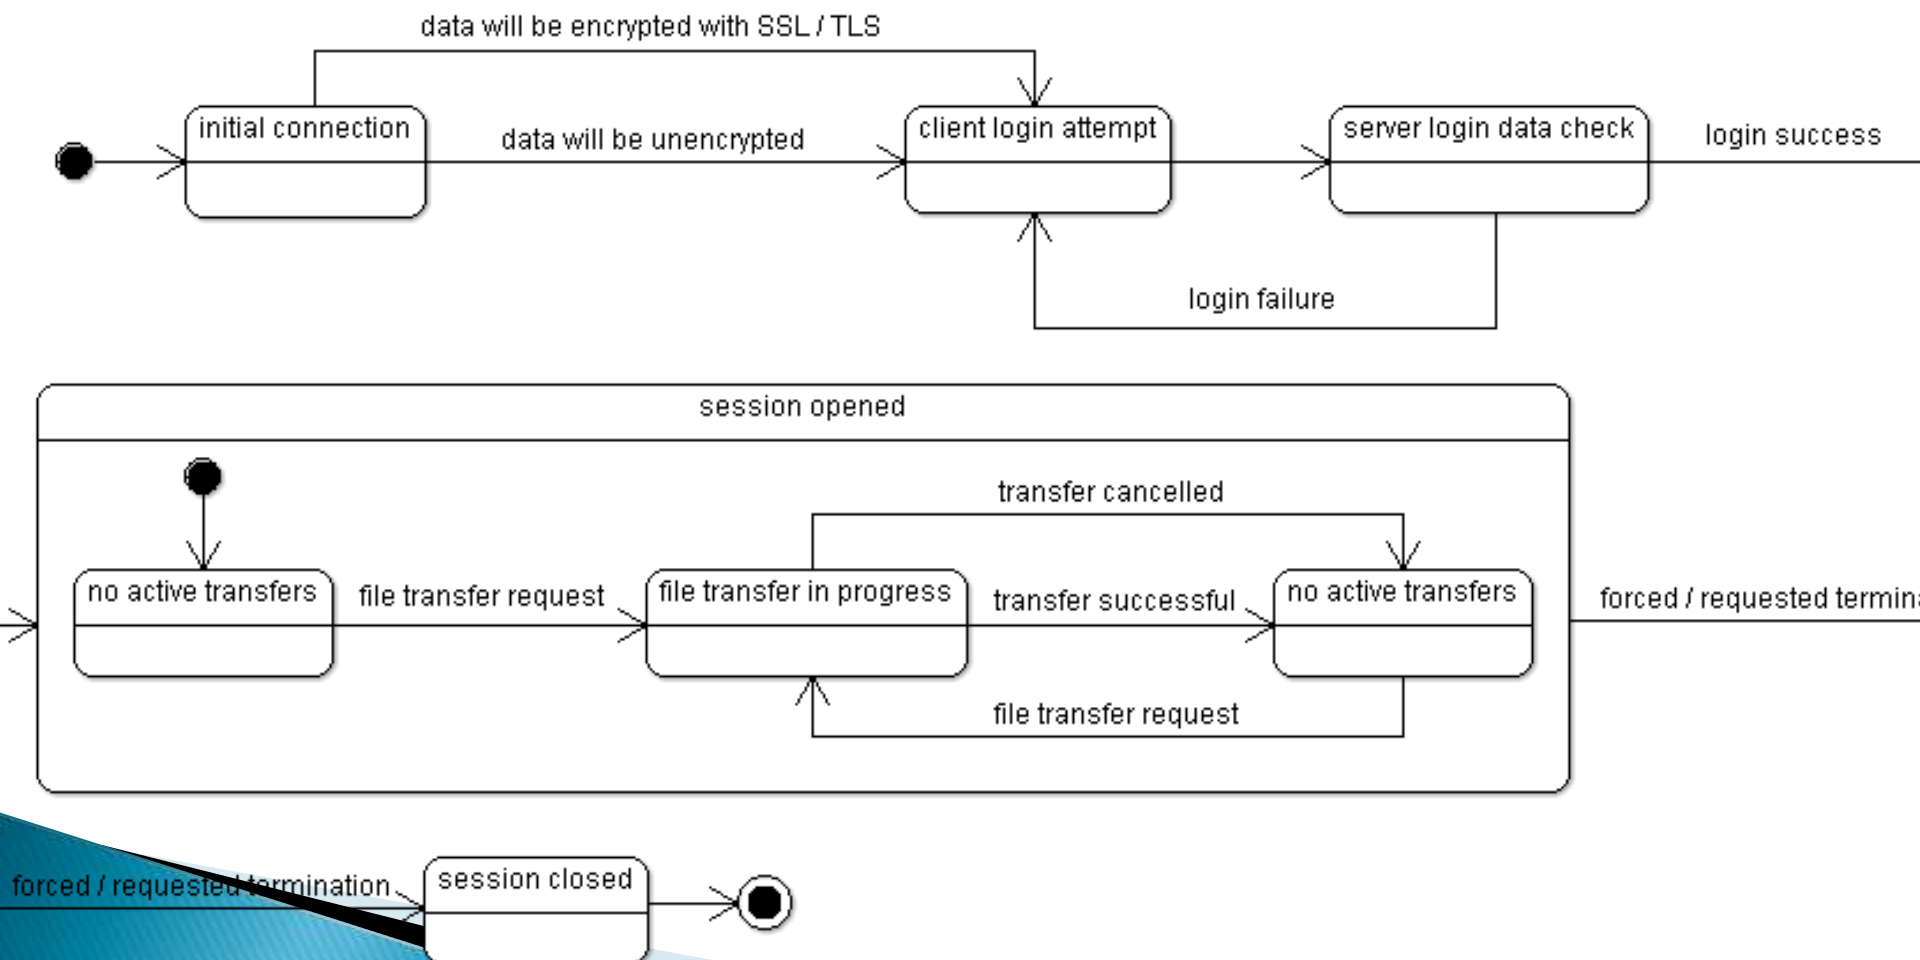 data will be encrypted with SSL / TLS
initial connection
data will be unencrypted
client login attempt
server login data check
login success
login failure
session opened
transfer cancelled
no active transfers
file transfer request
file transfer in progress
transfer successful
no active transfers
forced / requested
file transfer request
forced / requested termination
session closed